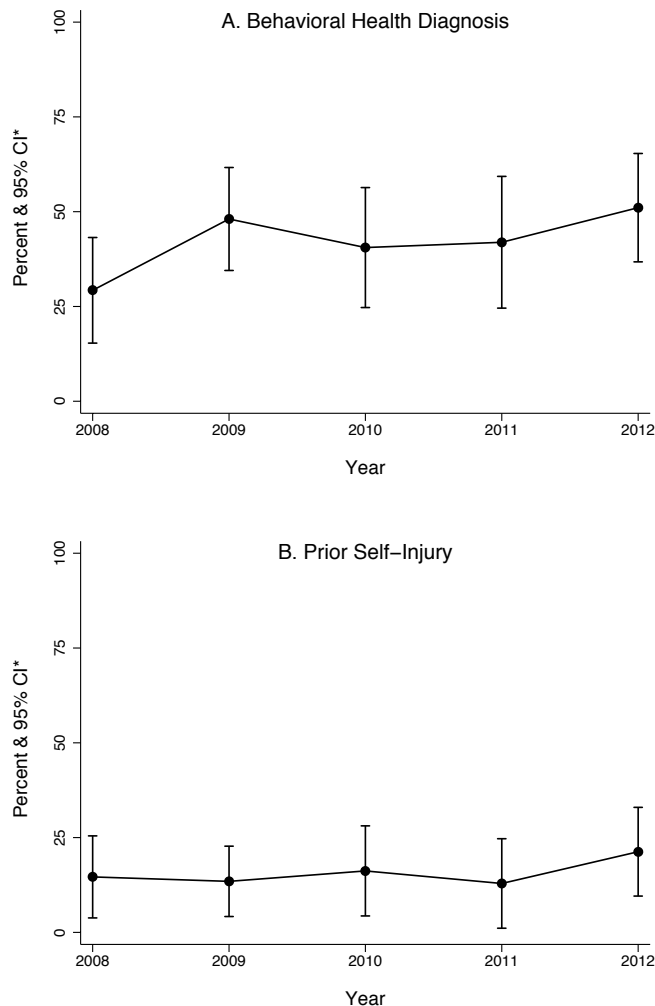 A. Behavioral Health Diagnosis
100
75
50
25
0
Percent & 95% CI*
2008 2009 2010 2011 2012
Year
B. Prior Self−Injury
100
75
50
25
0
Percent & 95% CI*
2008 2009 2010 2011 2012
Year